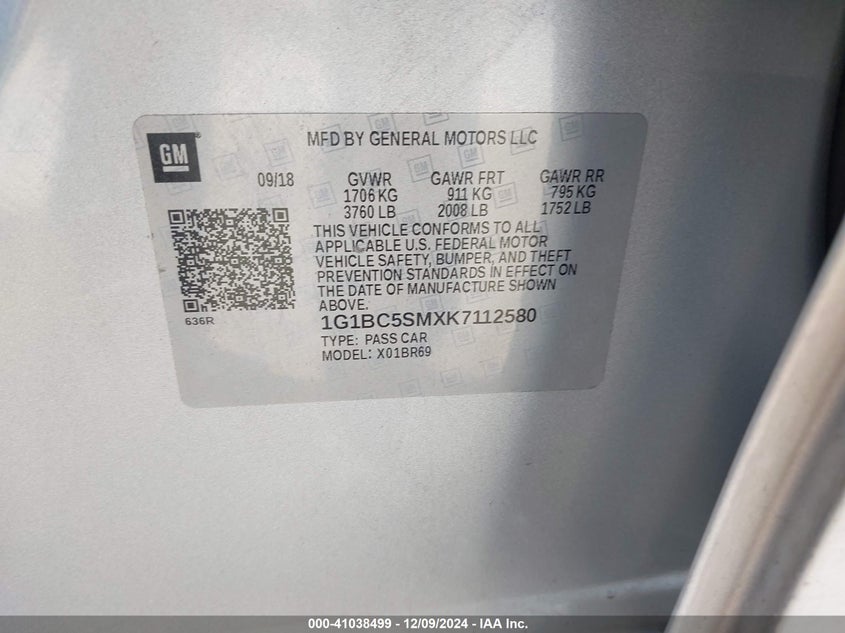 GM
MFD BY GENERAL MOTORS LLC
09/18 GVWR GAWR FRT GAWR RR
1706 KG 911 KG 795 KG
3760 LB 2008 LB 1752 LB
THIS VEHICLE CONFORMS TO ALL
APPLICABLE U.S. FEDERAL MOTOR
VEHICLE SAFETY, BUMPER, AND THEFT
PREVENTION STANDARDS IN EFFECT ON
THE DATE OF MANUFACTURE SHOWN
ABOVE.
636R
1G1BC5SMXK7112580
TYPE: PASS CAR
MODEL: X01BR69
000-41038499 - 12/09/2024 - IAA Inc.